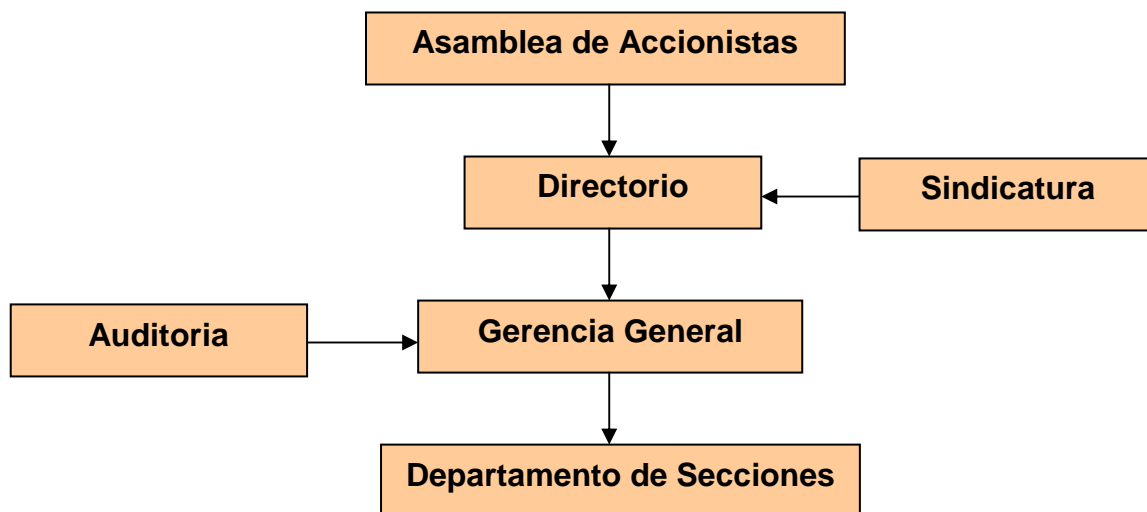 Asamblea de Accionistas
Directorio
Sindicatura
Auditoria
Gerencia General
Departamento de Secciones